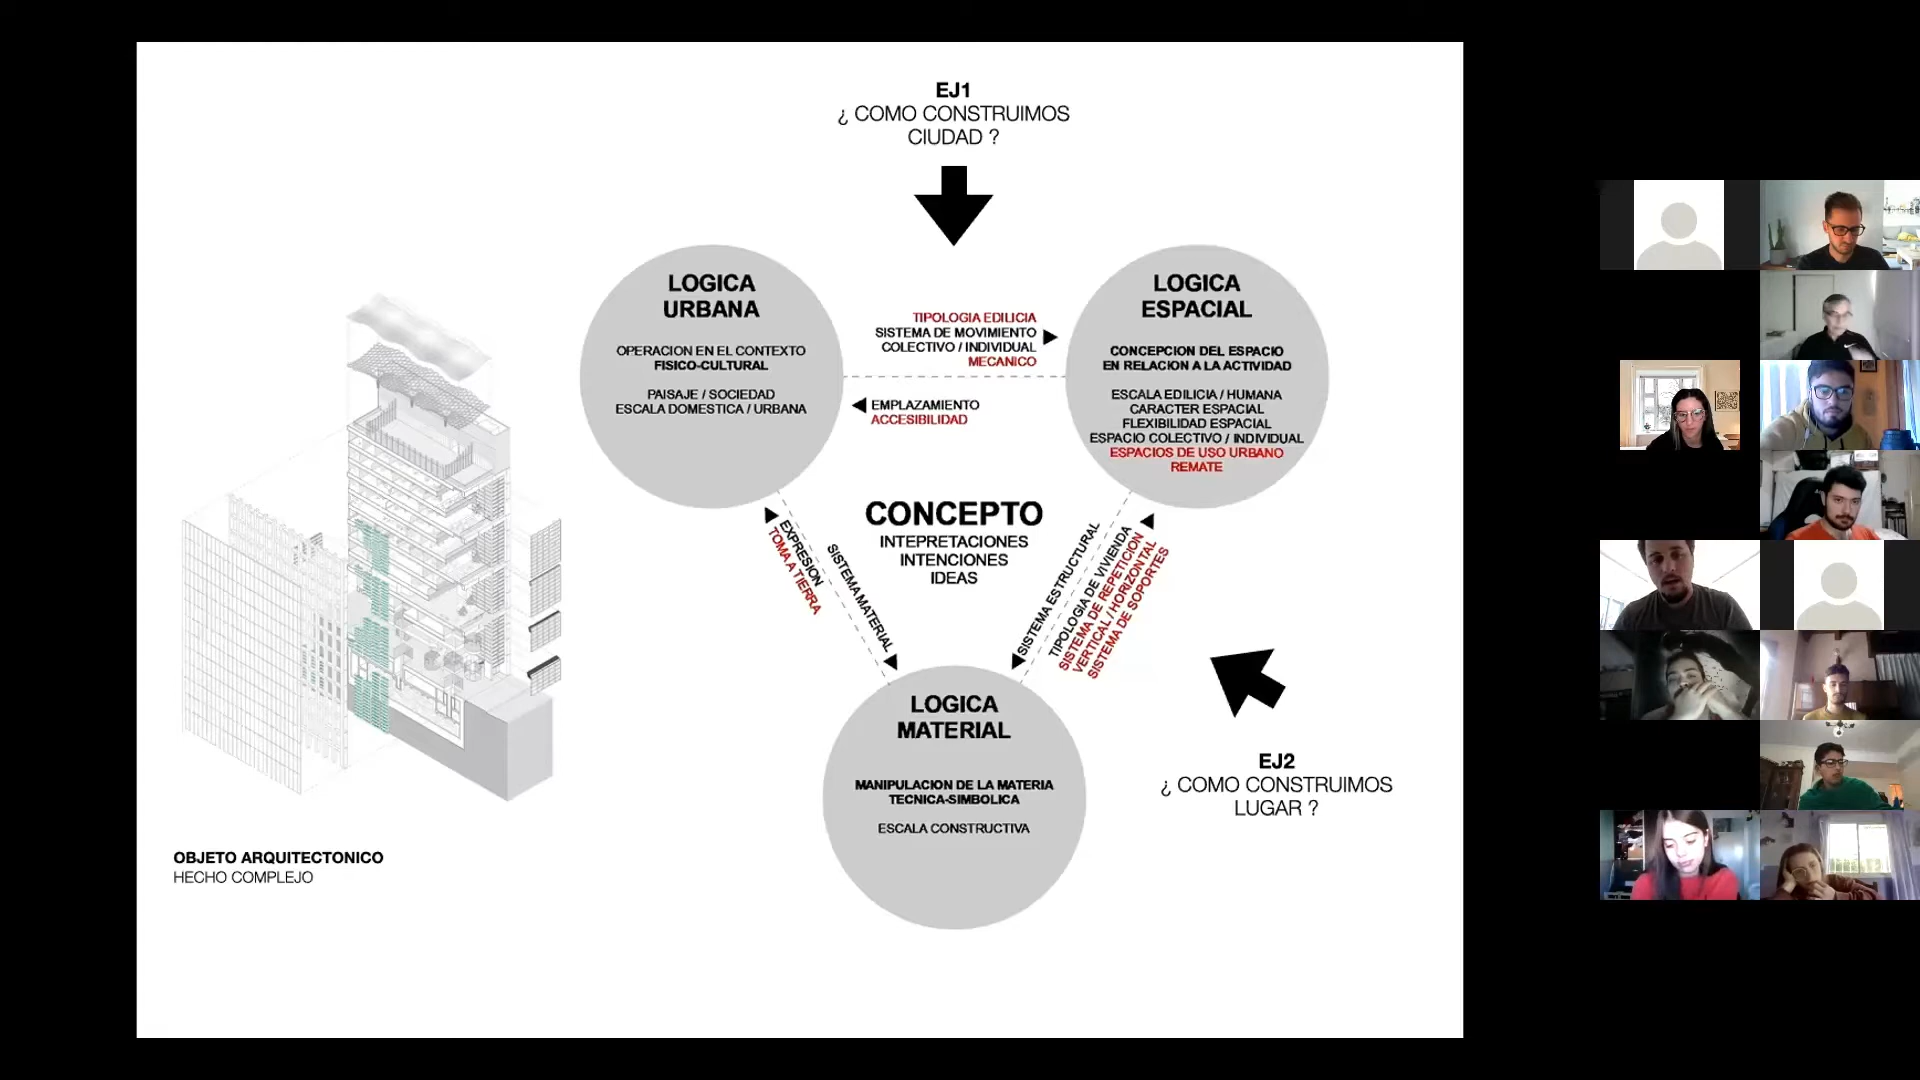 EJ1
¿ COMO CONSTRUIMOS
CIUDAD ?
LOGICA
URBANA
OPERACION EN EL CONTEXTO
FISICO-CULTURAL
PAISAJE / SOCIEDAD
ESCALA DOMESTICA / URBANA
TIPOLOGIA EDILICIA
SISTEMA DE MOVIMIENTO
COLECTIVO / INDIVIDUAL
MECANICO
EMPLAZAMIENTO
ACCESIBILIDAD
LOGICA
ESPACIAL
CONCEPCION DEL ESPACIO
EN RELACION A LA ACTIVIDAD
ESCALA EDILICIA / HUMANA
CARACTER ESPACIAL
FLEXIBILIDAD ESPACIAL
ESPACIO COLECTIVO / INDIVIDUAL
ESPACIOS DE USO URBANO
REMATE
CONCEPTO
INTEPRETACIONES
INTENCIONES
IDEAS
EXPRESION
TOMA A TIERRA
SISTEMA MATERIAL
SISTEMA ESTRUCTURAL
TIPOLOGIA DE VIVIENDA
SISTEMA DE REPETICION
VERTICAL / HORIZONTAL
SISTEMA DE SOPORTES
LOGICA
MATERIAL
MANIPULACION DE LA MATERIA
TECNICA-SIMBOLICA
ESCALA CONSTRUCTIVA
EJ2
¿ COMO CONSTRUIMOS
LUGAR ?
OBJETO ARQUITECTONICO
HECHO COMPLEJO